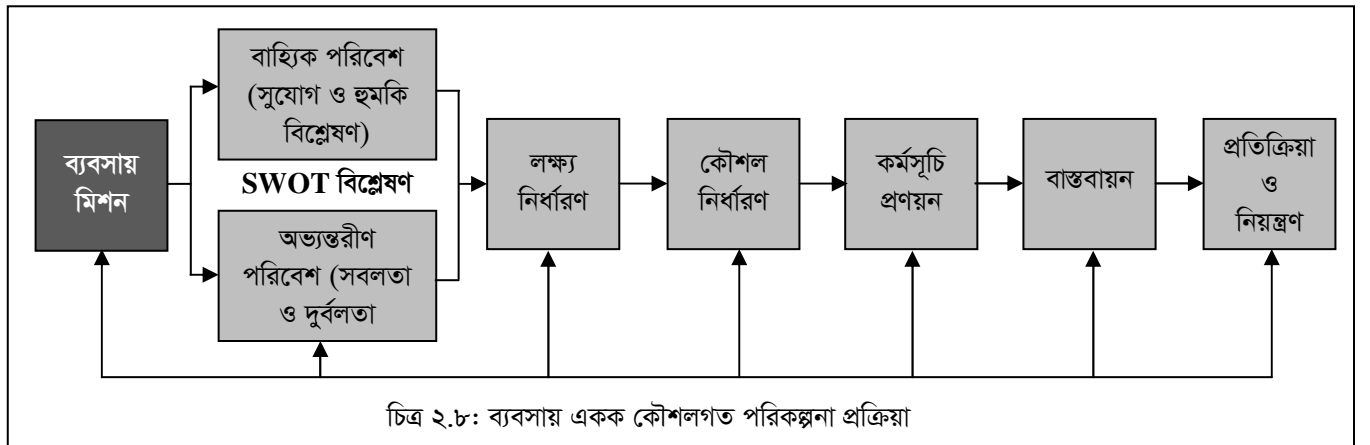 ব্যবসায়
মিশন
বাহ্যিক পরিবেশ
(সুযোগ ও হুমকি
বিশ্লেষণ)
SWOT বিশ্লেষণ
অভ্যন্তরীণ
পরিবেশ (সবলতা
ও দুর্বলতা
লক্ষ্য
নির্ধারণ
কৌশল
নির্ধারণ
কর্মসূচি
প্রণয়ন
বাস্তবায়ন
প্রতিক্রিয়া
ও
নিয়ন্ত্রণ
চিত্র ২.৮: ব্যবসায় একক কৌশলগত পরিকল্পনা প্রক্রিয়া